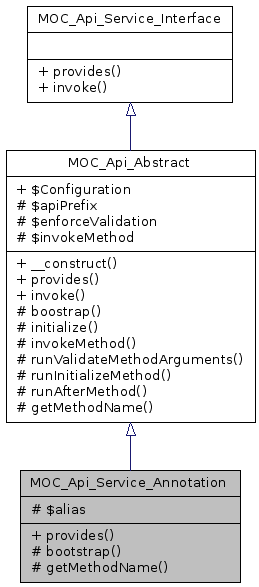 MOC_Api_Service_Interface
+ provides()
+ invoke()
MOC_Api_Abstract
+ $Configuration
# $apiPrefix
# $enforceValidation
# $invokeMethod
+ __construct()
+ provides()
+ invoke()
# boostrap()
# initialize()
# invokeMethod()
# runValidateMethodArguments()
# runInitializeMethod()
# runAfterMethod()
# getMethodName()
MOC_Api_Service_Annotation
# $alias
+ provides()
# bootstrap()
# getMethodName()